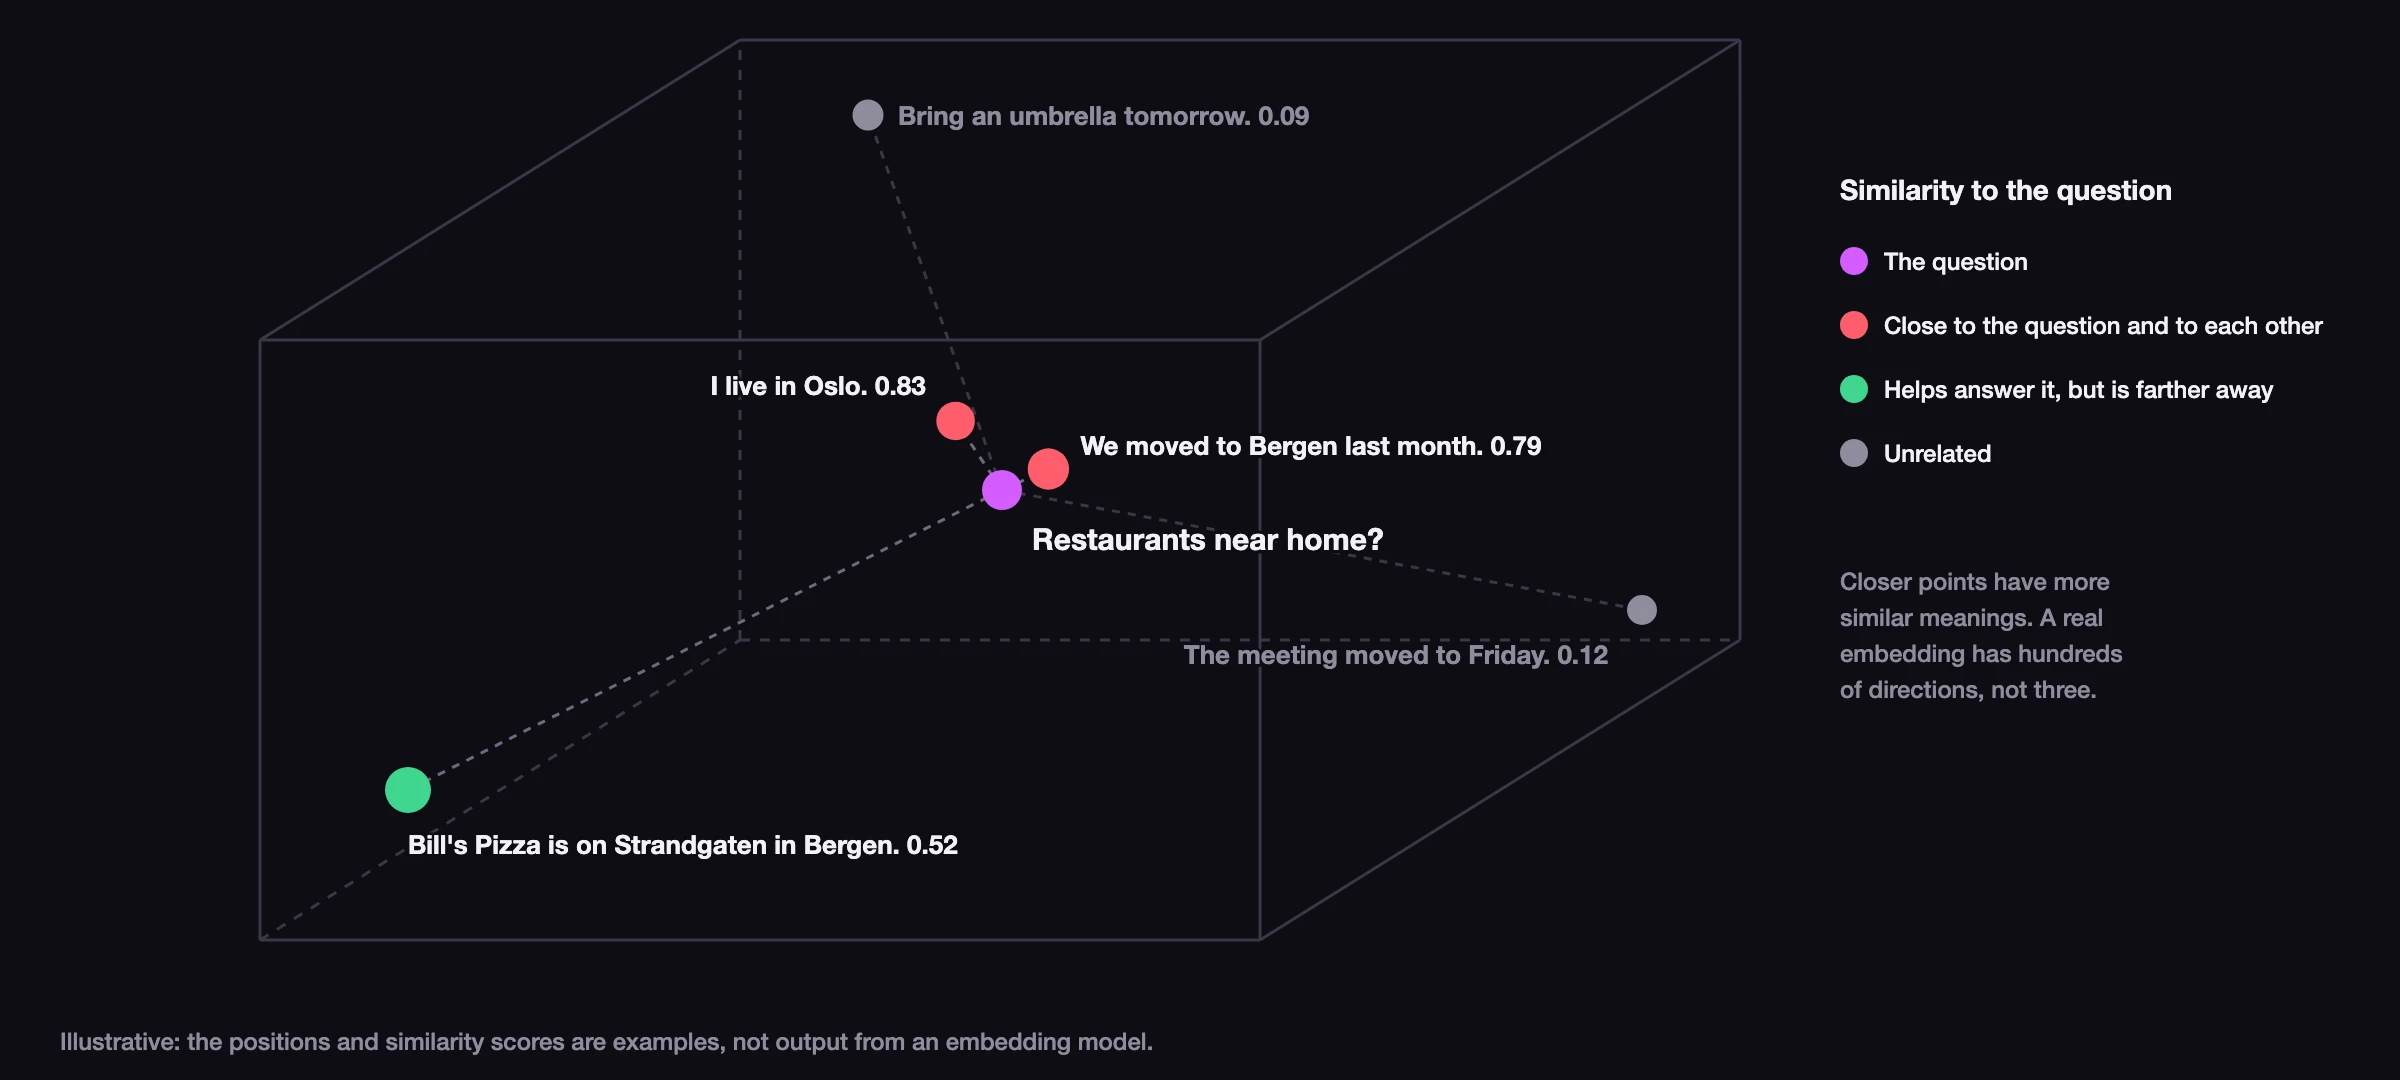 Bring an umbrella tomorrow. 0.09
I live in Oslo. 0.83
We moved to Bergen last month. 0.79
Restaurants near home?
The meeting moved to Friday. 0.12
Bill's Pizza is on Strandgaten in Bergen. 0.52
Similarity to the question
The question
Close to the question and to each other
Helps answer it, but is farther away
Unrelated
Closer points have more
similar meanings. A real
embedding has hundreds
of directions, not three.
Illustrative: the positions and similarity scores are examples, not output from an embedding model.